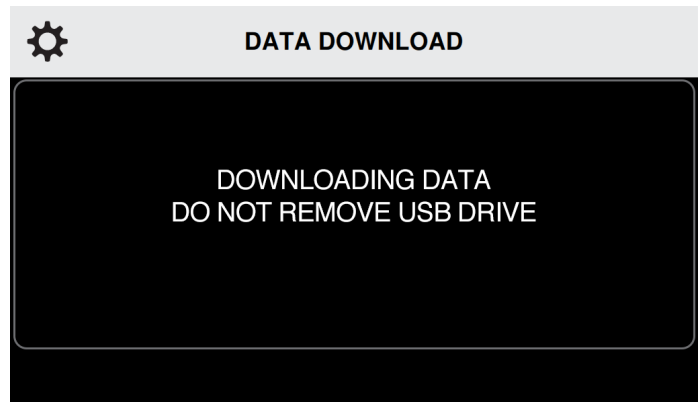 DATA DOWNLOAD
DOWNLOADING DATA
DO NOT REMOVE USB DRIVE